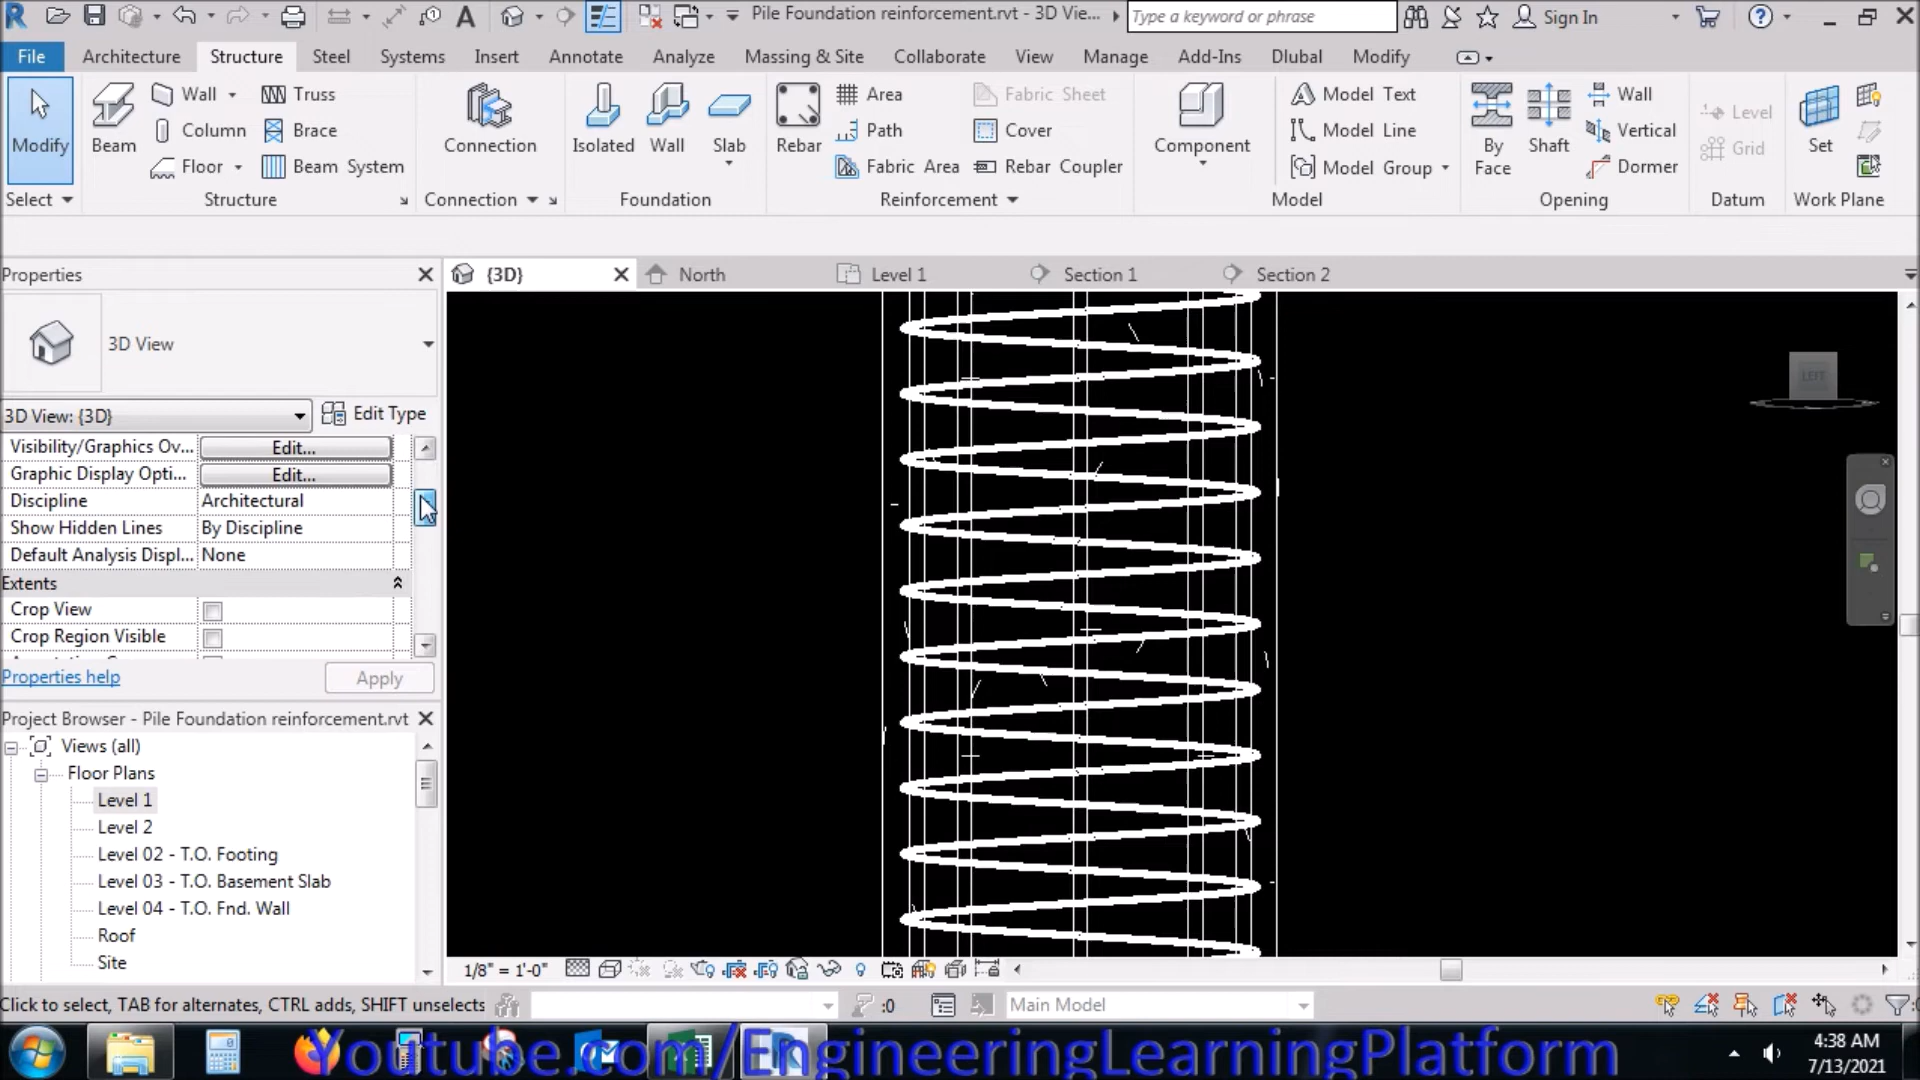 Pile Foundation reinforcement.rvt - 3D Vie...
Type a keyword or phrase
Sign In
File Architecture Structure Steel Systems Insert Annotate Analyze Massing & Site Collaborate View Manage Add-Ins Dlubal Modify
Modify
Select
Beam
Wall
Column
Floor
Truss
Brace
Beam System
Structure
Connection
Connection
Isolated
Wall
Slab
Foundation
Rebar
Area
Path
Fabric Area
Fabric Sheet
Cover
Rebar Coupler
Reinforcement
Component
Model Text
Model Line
Model Group
Model
By Face
Shaft
Wall
Vertical
Dormer
Opening
Level
Grid
Datum
Set
Work Plane
Properties
{3D} North Level 1 Section 1 Section 2
3D View
3D View: {3D} Edit Type
Visibility/Graphics Ov... Edit...
Graphic Display Opti... Edit...
Discipline Architectural
Show Hidden Lines By Discipline
Default Analysis Displ... None
Extents
Crop View
Crop Region Visible
Properties help Apply
LEFT
Project Browser - Pile Foundation reinforcement.rvt
Views (all)
Floor Plans
Level 1
Level 2
Level 02 - T.O. Footing
Level 03 - T.O. Basement Slab
Level 04 - T.O. Fnd. Wall
Roof
Site
1/8" = 1'-0"
Click to select, TAB for alternates, CTRL adds, SHIFT unselects :0 Main Model
Youtube.com/EngineeringLearningPlatform
4:38 AM
7/13/2021